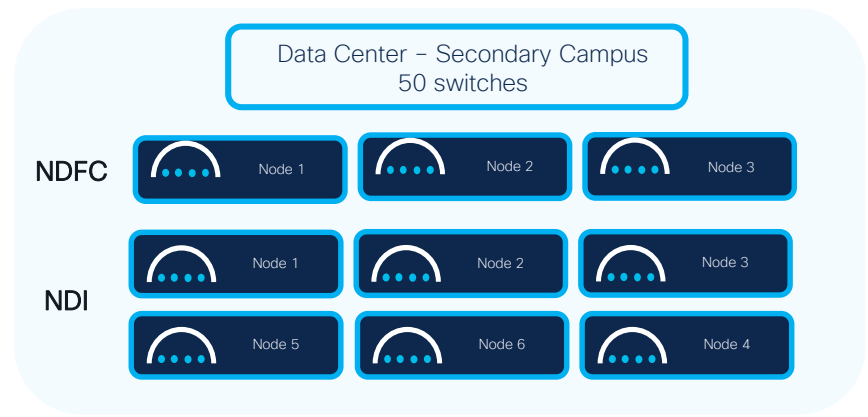 Data Center – Secondary Campus
50 switches
NDFC
Node 1
Node 2
Node 3
NDI
Node 1
Node 2
Node 3
Node 5
Node 6
Node 4